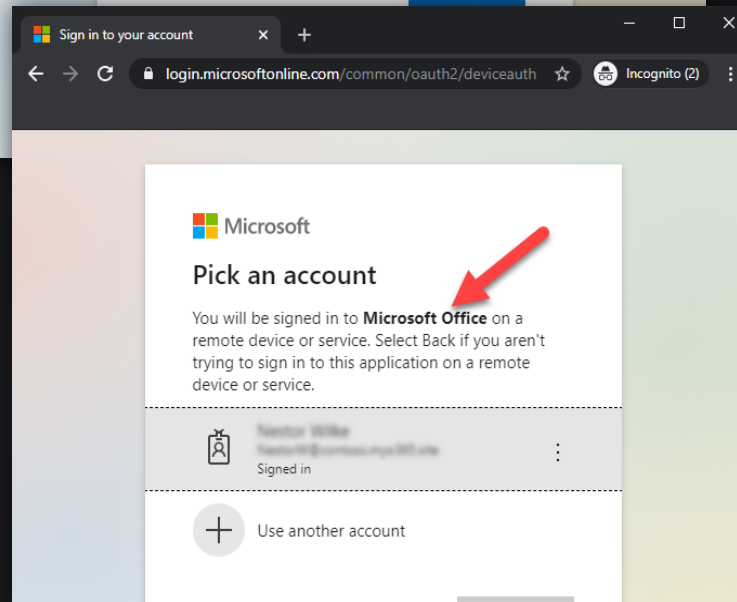 Sign in to your account
login.microsoftonline.com/common/oauth2/deviceauth
Incognito (2)
Microsoft
Pick an account
You will be signed in to Microsoft Office on a
remote device or service. Select Back if you aren't
trying to sign in to this application on a remote
device or service.
Signed in
Use another account